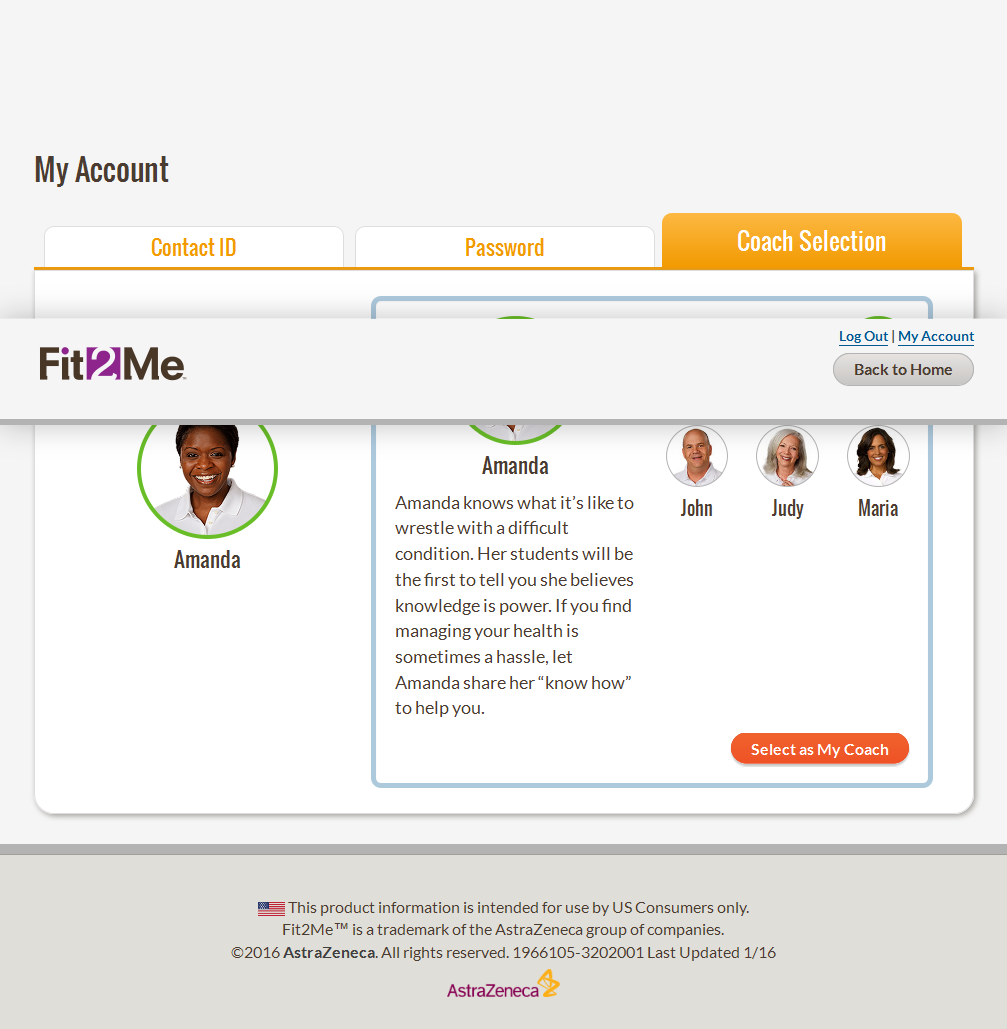 My Account
Contact ID
Password
Coach Selection
Fit2Me™
Log Out | My Account
Back to Home
Amanda
Amanda
Amanda knows what it’s like to
wrestle with a difficult
condition. Her students will be
the first to tell you she believes
knowledge is power. If you find
managing your health is
sometimes a hassle, let
Amanda share her “know how”
to help you.
John
Judy
Maria
Select as My Coach
This product information is intended for use by US Consumers only.
Fit2Me™ is a trademark of the AstraZeneca group of companies.
©2016 AstraZeneca. All rights reserved. 1966105-3202001 Last Updated 1/16
AstraZeneca